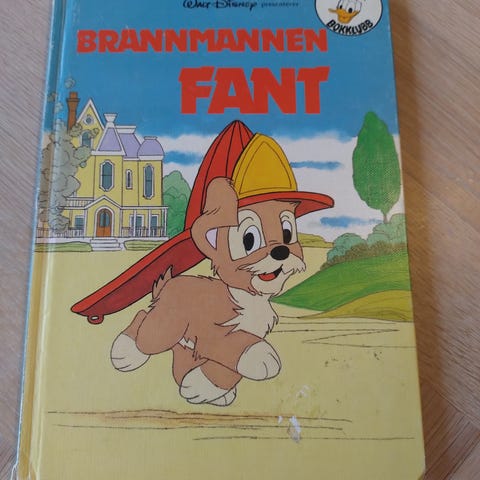 Walt Disney presenterer
BRANNMANNEN
FANT
BOKKLUBB